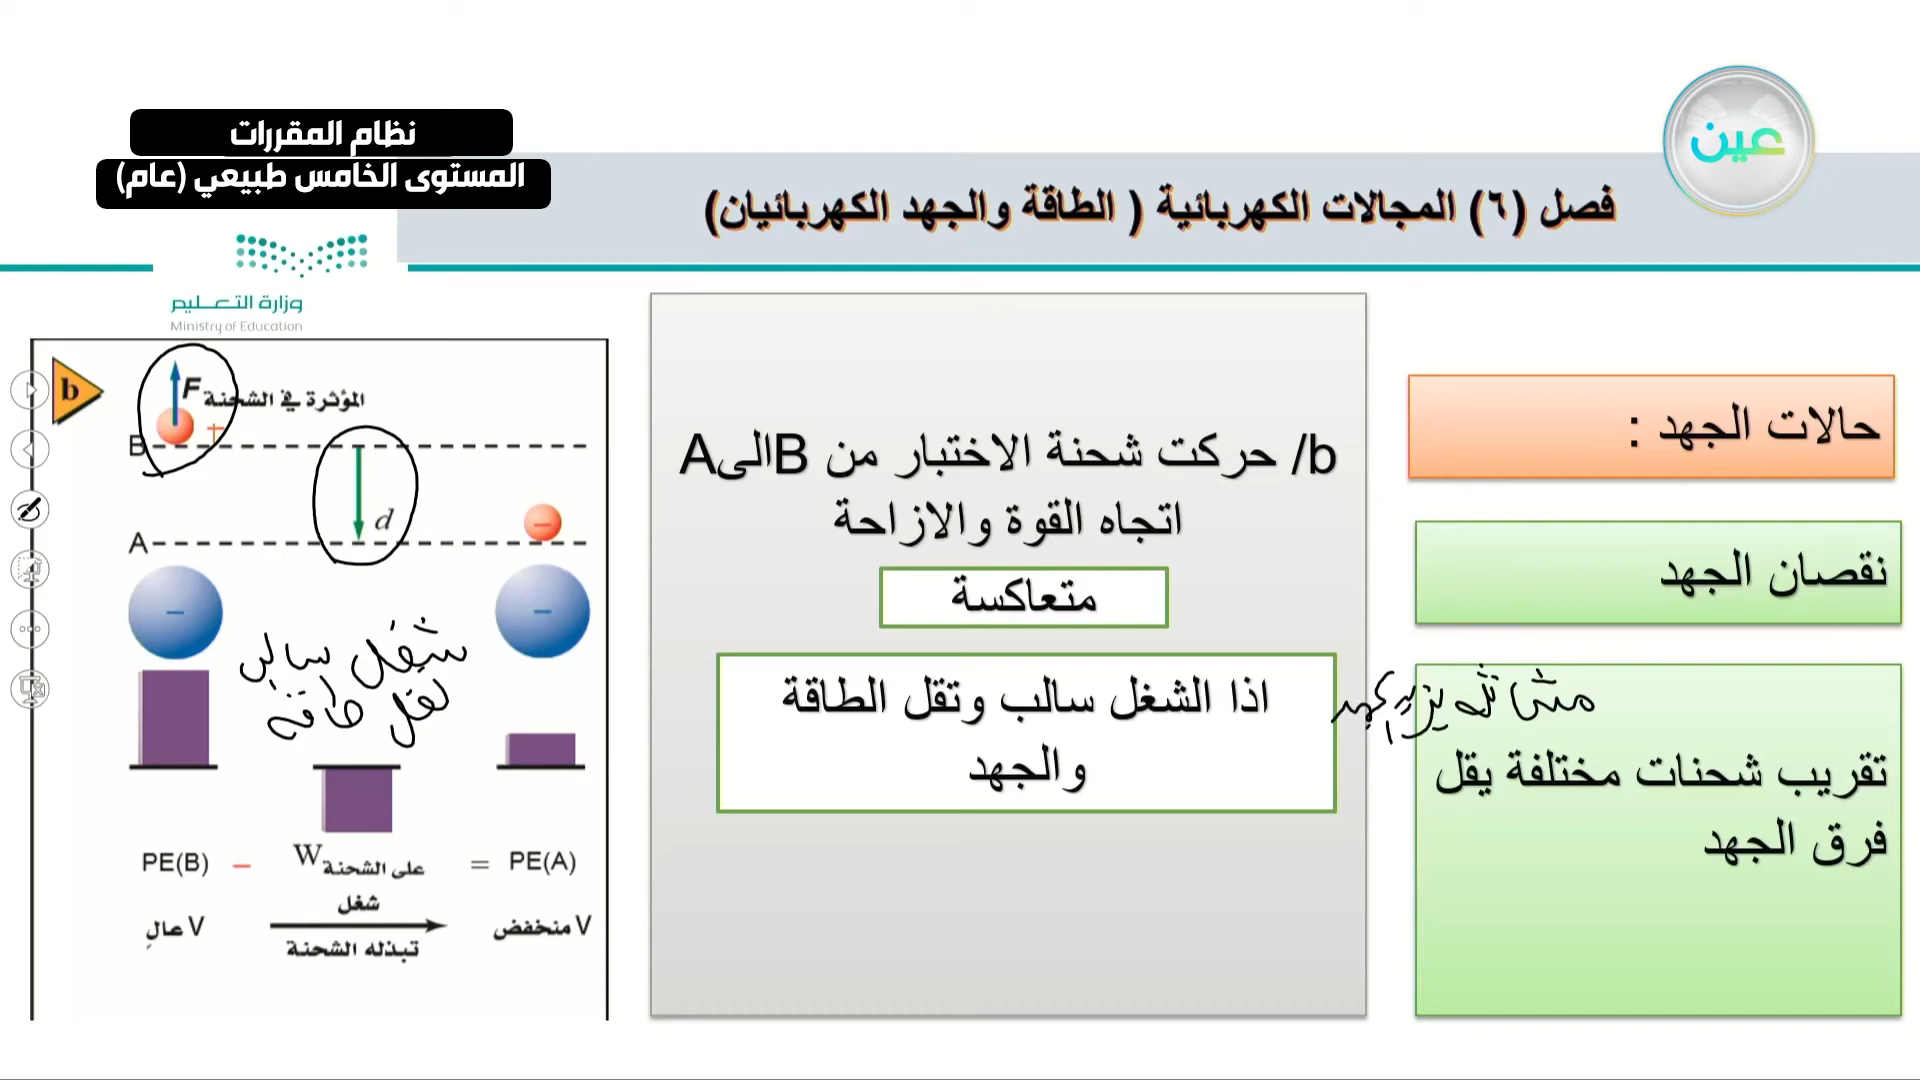 عين
نظام المقررات
المستوى الخامس طبيعي (عام)
فصل (٦) المجالات الكهربائية ( الطاقة والجهد الكهربائيان)
وزارة التعليم
Ministry of Education
حالات الجهد :
نقصان الجهد
تقريب شحنات مختلفة يقل
فرق الجهد
b/ حركت شحنة الاختبار من BالىA
اتجاه القوة والازاحة
متعاكسة
اذا الشغل سالب وتقل الطاقة
والجهد
b
F المؤثرة في الشحنة
+
B
d
A
−
− −
شغل سالب
تقل طاقة
PE(B) − W على الشحنة = PE(A)
شغل
V عالٍ
V منخفض
تبذله الشحنة